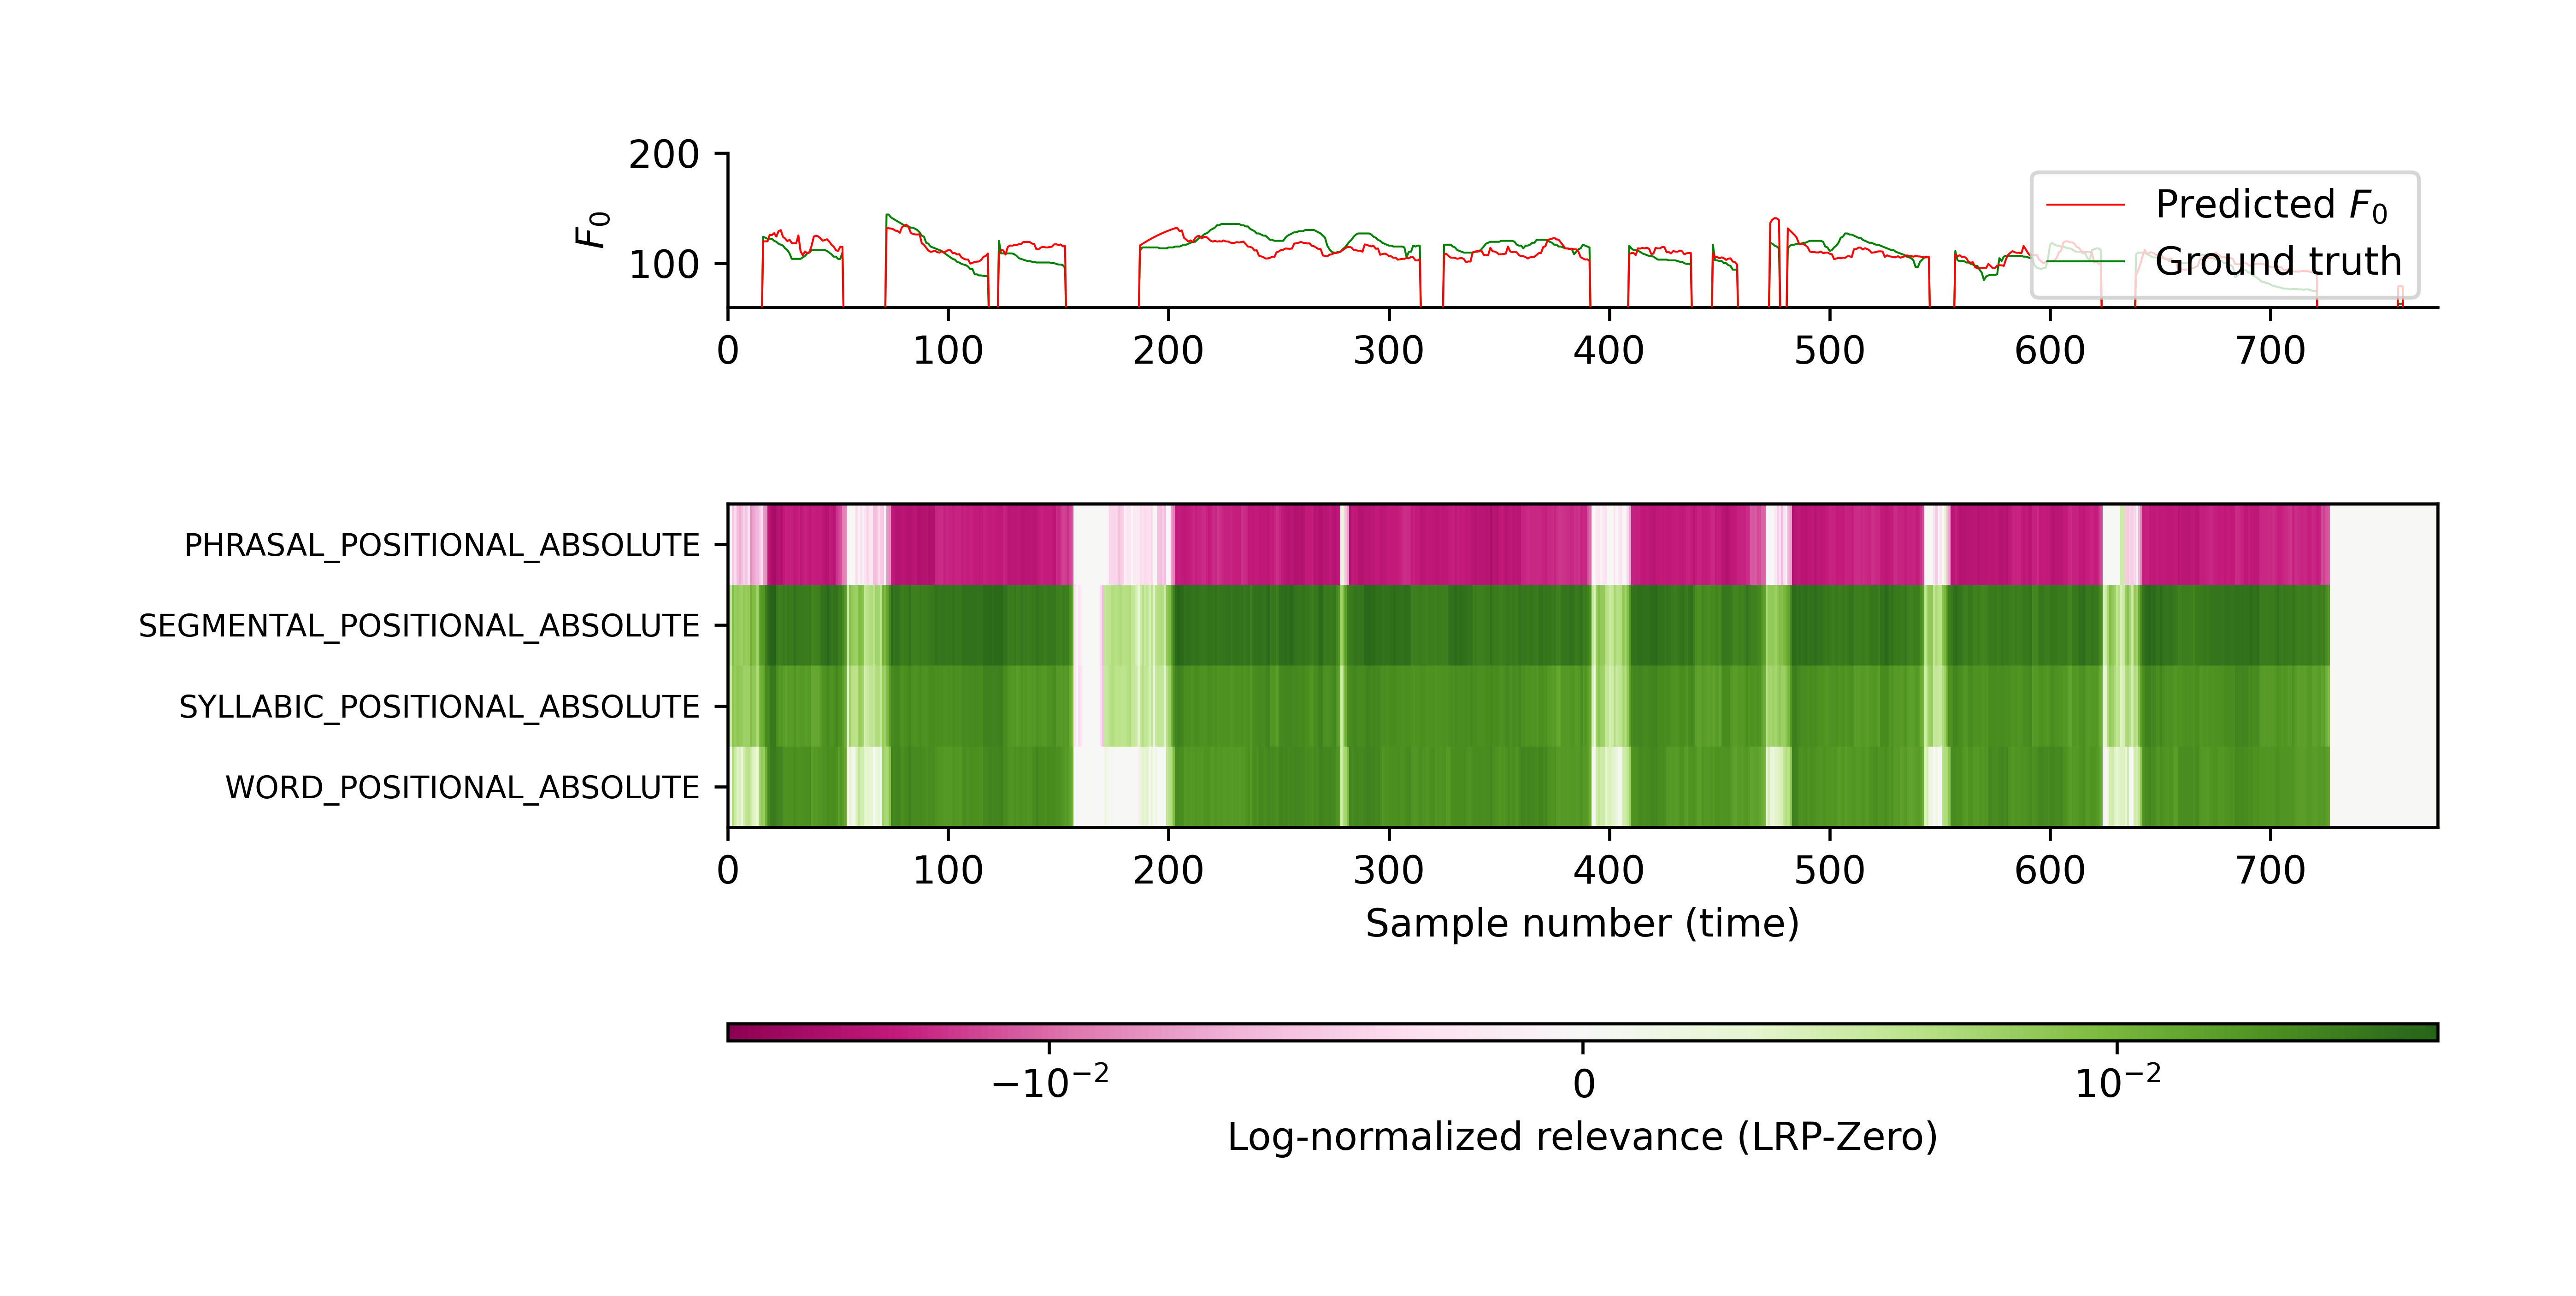 200
100
F₀
Predicted F₀
Ground truth
0 100 200 300 400 500 600 700
PHRASAL_POSITIONAL_ABSOLUTE
SEGMENTAL_POSITIONAL_ABSOLUTE
SYLLABIC_POSITIONAL_ABSOLUTE
WORD_POSITIONAL_ABSOLUTE
0 100 200 300 400 500 600 700
Sample number (time)
−10⁻² 0 10⁻²
Log-normalized relevance (LRP-Zero)